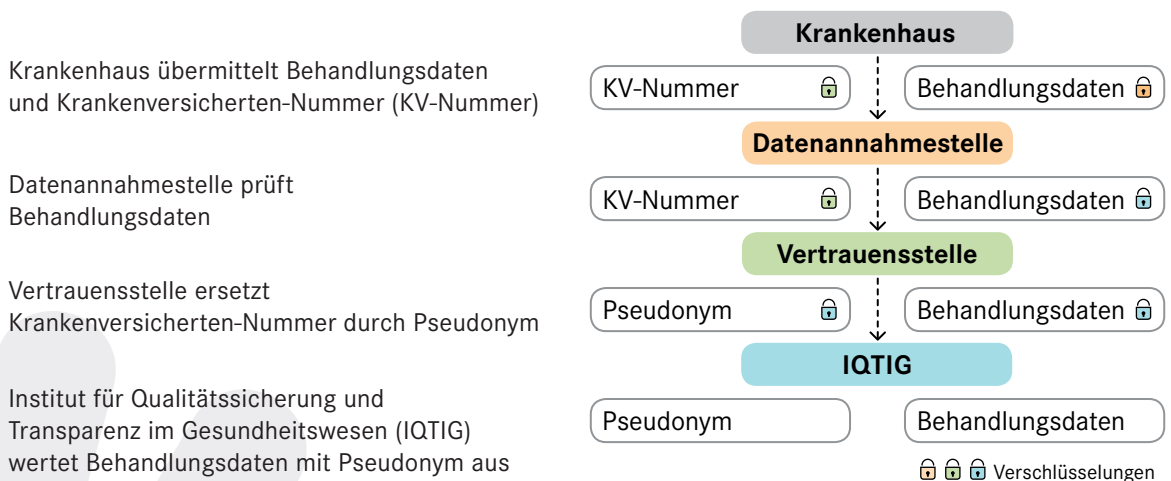 Krankenhaus
Krankenhaus übermittelt Behandlungsdaten
und Krankenversicherten-Nummer (KV-Nummer)
KV-Nummer
Behandlungsdaten
Datenannahmestelle
Datenannahmestelle prüft
Behandlungsdaten
KV-Nummer
Behandlungsdaten
Vertrauensstelle
Vertrauensstelle ersetzt
Krankenversicherten-Nummer durch Pseudonym
Pseudonym
Behandlungsdaten
IQTIG
Institut für Qualitätssicherung und
Transparenz im Gesundheitswesen (IQTIG)
wertet Behandlungsdaten mit Pseudonym aus
Pseudonym
Behandlungsdaten
Verschlüsselungen